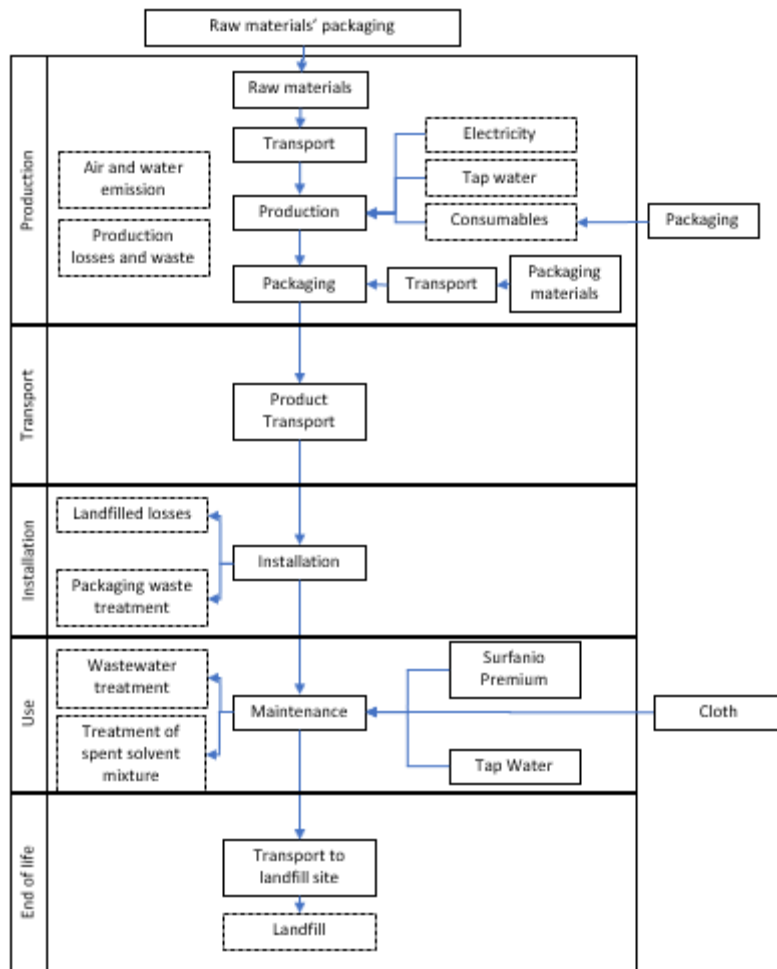 Raw materials’ packaging
Production
Raw materials
Transport
Electricity
Air and water
emission
Tap water
Production
Consumables
Packaging
Production
losses and waste
Packaging
Transport
Packaging
materials
Transport
Product
Transport
Installation
Landfilled losses
Installation
Packaging waste
treatment
Use
Wastewater
treatment
Surfanio
Premium
Maintenance
Cloth
Treatment of
spent solvent
mixture
Tap Water
End of life
Transport to
landfill site
Landfill